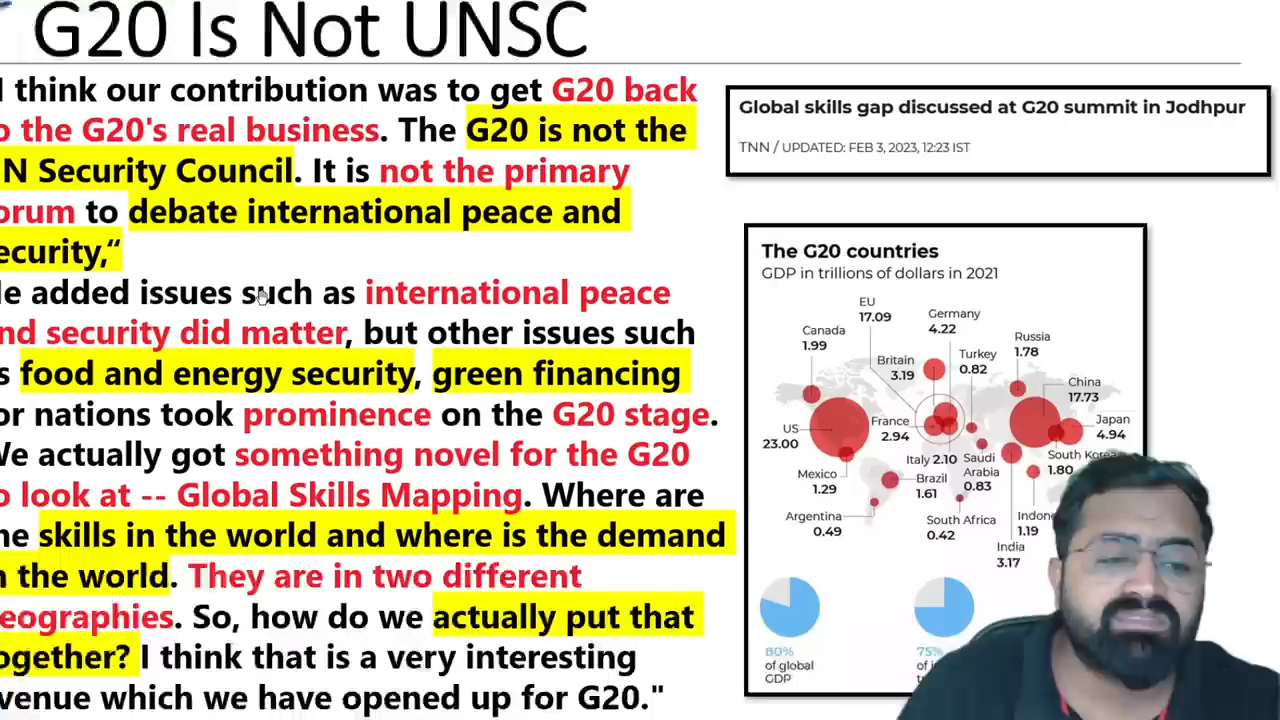 G20 Is Not UNSC
I think our contribution was to get G20 back
o the G20's real business. The G20 is not the
N Security Council. It is not the primary
orum to debate international peace and
ecurity,“
He added issues such as international peace
nd security did matter, but other issues such
s food and energy security, green financing
or nations took prominence on the G20 stage.
We actually got something novel for the G20
o look at -- Global Skills Mapping. Where are
he skills in the world and where is the demand
n the world. They are in two different
eographies. So, how do we actually put that
ogether? I think that is a very interesting
venue which we have opened up for G20."
Global skills gap discussed at G20 summit in Jodhpur
TNN / UPDATED: FEB 3, 2023, 12:23 IST
The G20 countries
GDP in trillions of dollars in 2021
EU
17.09
Germany
4.22
Canada
1.99
Russia
1.78
Britain
3.19
Turkey
0.82
China
17.73
US
23.00
France
2.94
Japan
4.94
Italy 2.10
Saudi
Arabia
0.83
South Korea
1.80
Mexico
1.29
Brazil
1.61
Argentina
0.49
South Africa
0.42
Indon
1.19
India
3.17
80%
of global
GDP
75%